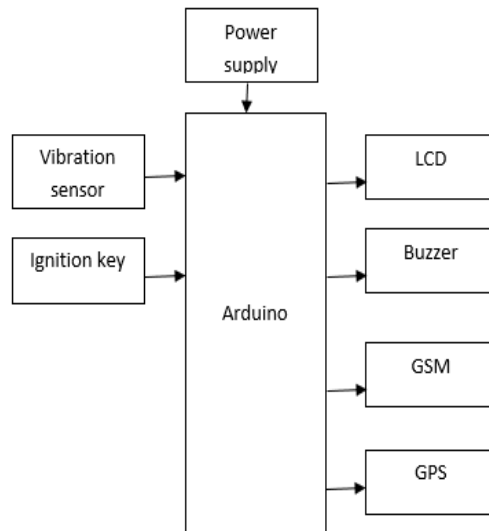 Power
supply
Vibration
sensor
Ignition key
Arduino
LCD
Buzzer
GSM
GPS